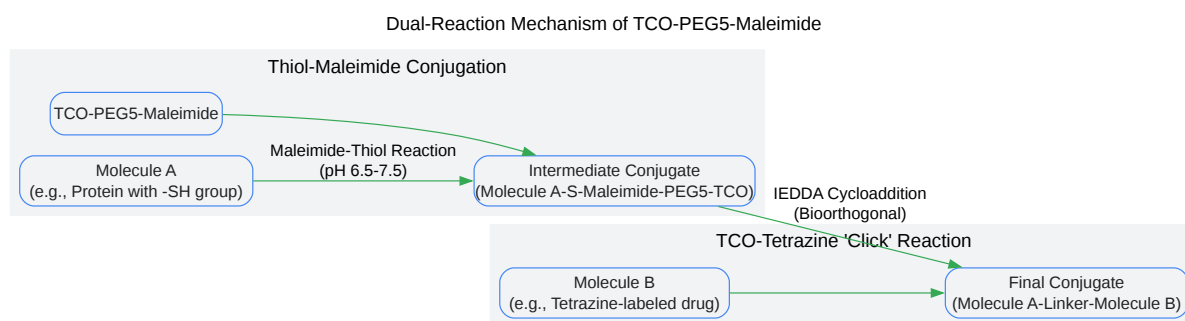 Dual-Reaction Mechanism of TCO-PEG5-Maleimide
Thiol-Maleimide Conjugation
TCO-PEG5-Maleimide
Molecule A
(e.g., Protein with -SH group)
Maleimide-Thiol Reaction
(pH 6.5-7.5)
Intermediate Conjugate
(Molecule A-S-Maleimide-PEG5-TCO)
IEDDA Cycloaddition
(Bioorthogonal)
TCO-Tetrazine 'Click' Reaction
Molecule B
(e.g., Tetrazine-labeled drug)
Final Conjugate
(Molecule A-Linker-Molecule B)